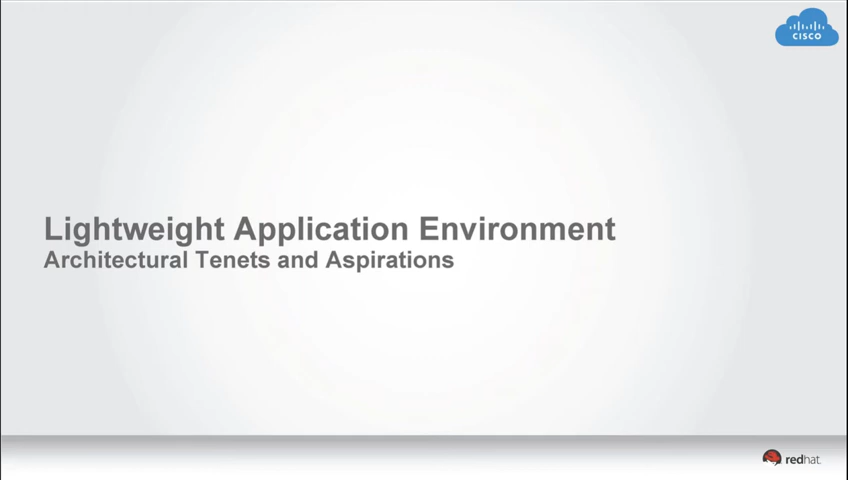 CISCO
Lightweight Application Environment
Architectural Tenets and Aspirations
redhat.